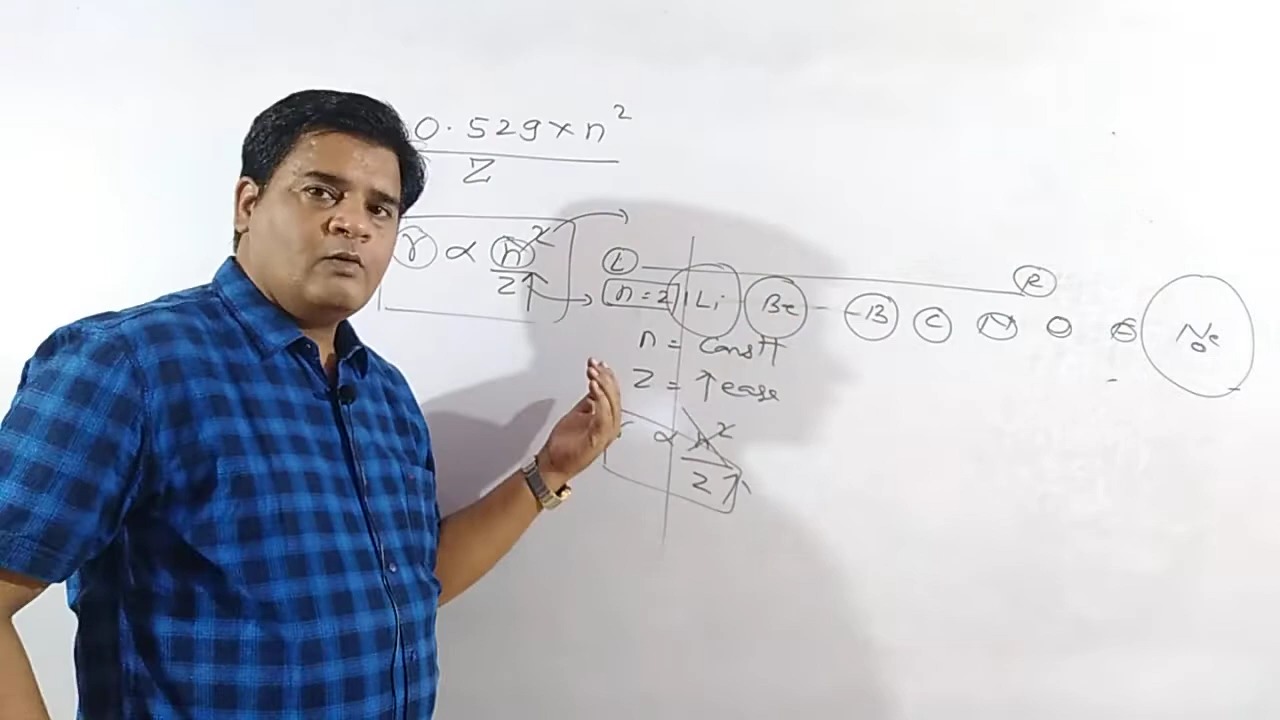 0.529 × n²
Z
r ∝ n²
Z↑
L R
n = 2 Li Be - - B C N O Ne
n = Constt
Z = ↑ease
∝ n²
Z↑